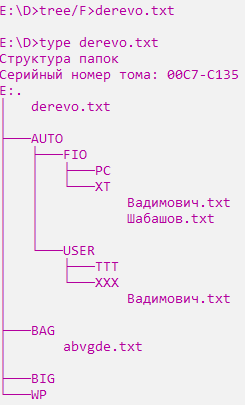 E:\D>tree/F>derevo.txt
E:\D>type derevo.txt
Структура папок
Серийный номер тома: 00C7-C135
E:.
│   derevo.txt
│
├───AUTO
│   ├───FIO
│   │   ├───PC
│   │   └───XT
│   │           Вадимович.txt
│   │           Шабашов.txt
│   │
│   └───USER
│       ├───TTT
│       └───XXX
│               Вадимович.txt
│
├───BAG
│       abvgde.txt
│
├───BIG
└───WP